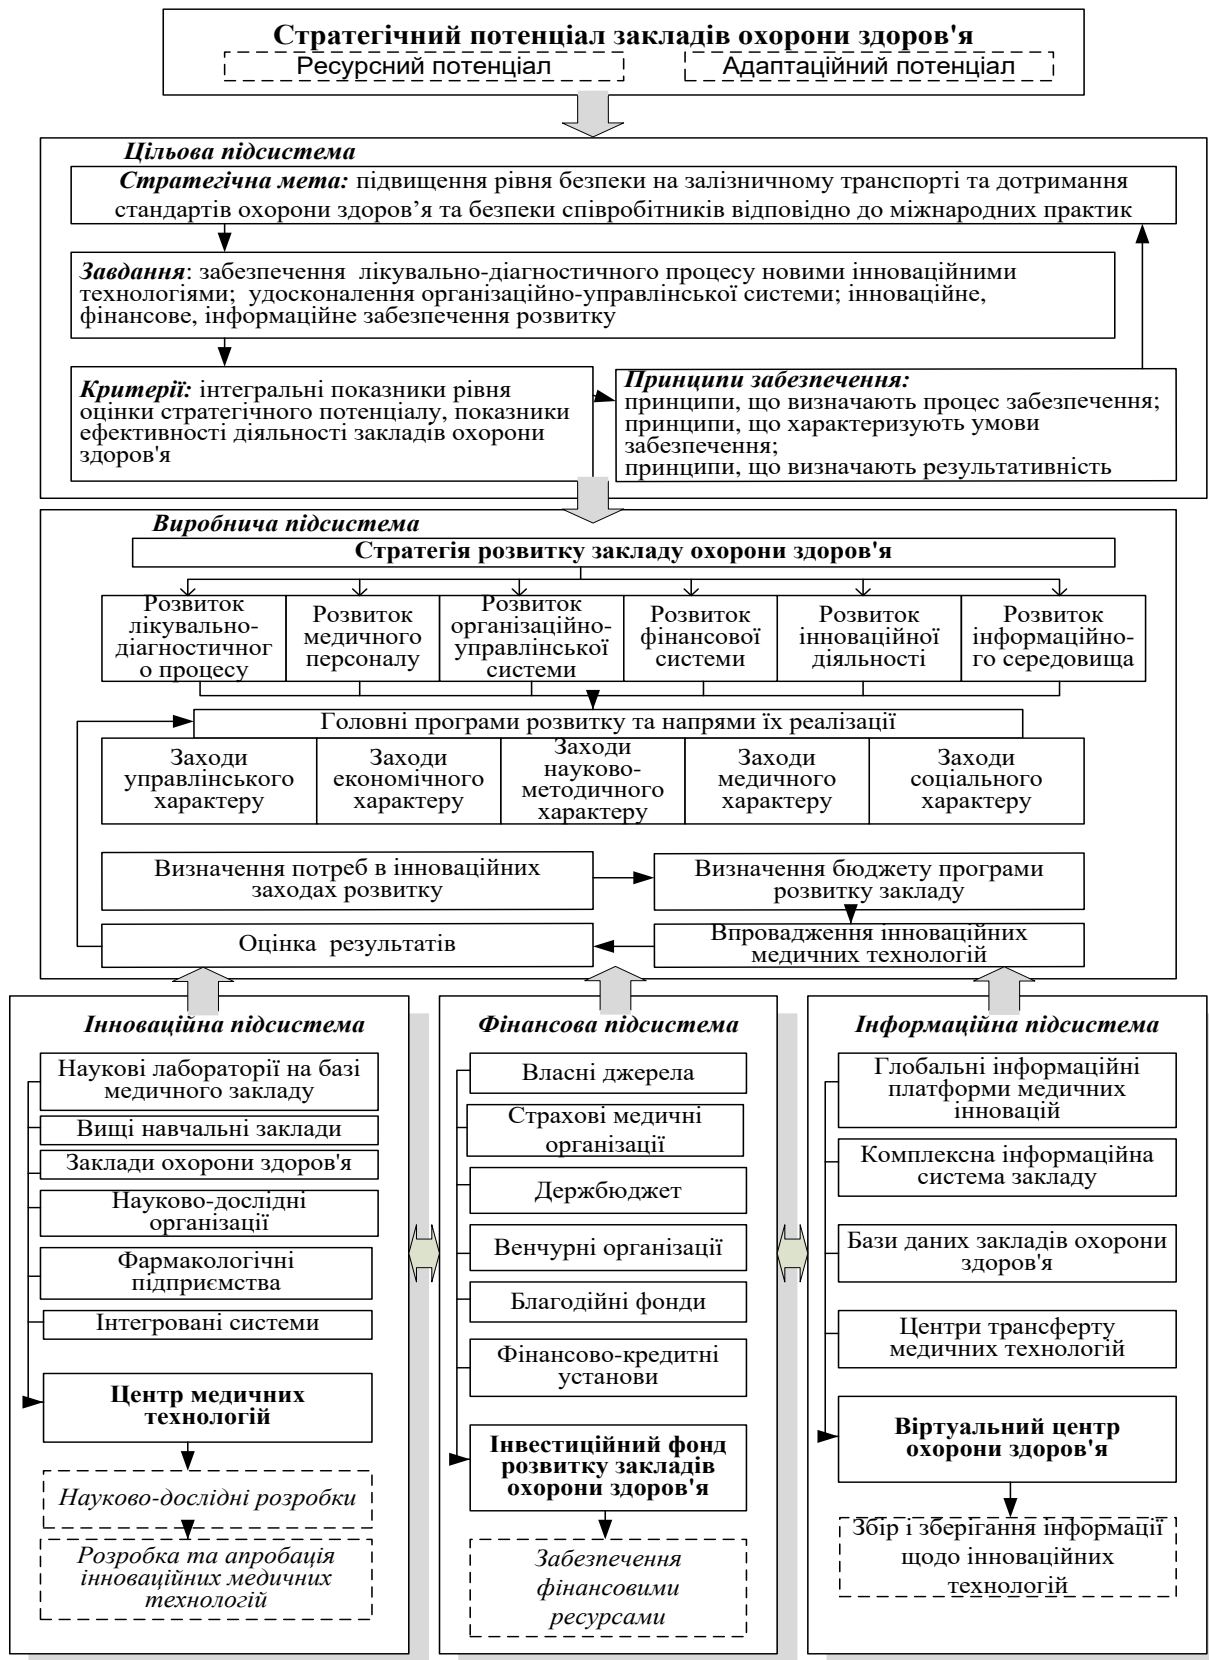 Стратегічний потенціал закладів охорони здоров'я
Ресурсний потенціал
Адаптаційний потенціал
Цільова підсистема
Стратегічна мета: підвищення рівня безпеки на залізничному транспорті та дотримання
стандартів охорони здоров’я та безпеки співробітників відповідно до міжнародних практик
Завдання: забезпечення лікувально-діагностичного процесу новими інноваційними
технологіями; удосконалення організаційно-управлінської системи; інноваційне,
фінансове, інформаційне забезпечення розвитку
Критерії: інтегральні показники рівня
оцінки стратегічного потенціалу, показники
ефективності діяльності закладів охорони
здоров'я
Принципи забезпечення:
принципи, що визначають процес забезпечення;
принципи, що характеризують умови
забезпечення;
принципи, що визначають результативність
Виробнича підсистема
Стратегія розвитку закладу охорони здоров'я
Розвиток
лікувально-
діагностичног
о процесу
Розвиток
медичного
персоналу
Розвиток
організаційно-
управлінської
системи
Розвиток
фінансової
системи
Розвиток
інноваційної
діяльності
Розвиток
інформаційно-
го середовища
Головні програми розвитку та напрями їх реалізації
Заходи
управлінського
характеру
Заходи
економічного
характеру
Заходи
науково-
методичного
характеру
Заходи
медичного
характеру
Заходи
соціального
характеру
Визначення потреб в інноваційних
заходах розвитку
Визначення бюджету програми
розвитку закладу
Оцінка результатів
Впровадження інноваційних
медичних технологій
Інноваційна підсистема
Наукові лабораторії на базі
медичного закладу
Вищі навчальні заклади
Заклади охорони здоров'я
Науково-дослідні
організації
Фармакологічні
підприємства
Інтегровані системи
Центр медичних
технологій
Науково-дослідні розробки
Розробка та апробація
інноваційних медичних
технологій
Фінансова підсистема
Власні джерела
Страхові медичні
організації
Держбюджет
Венчурні організації
Благодійні фонди
Фінансово-кредитні
установи
Інвестиційний фонд
розвитку закладів
охорони здоров'я
Забезпечення
фінансовими
ресурсами
Інформаційна підсистема
Глобальні інформаційні
платформи медичних
інновацій
Комплексна інформаційна
система закладу
Бази даних закладів охорони
здоров'я
Центри трансферту
медичних технологій
Віртуальний центр
охорони здоров'я
Збір і зберігання інформації
щодо інноваційних
технологій